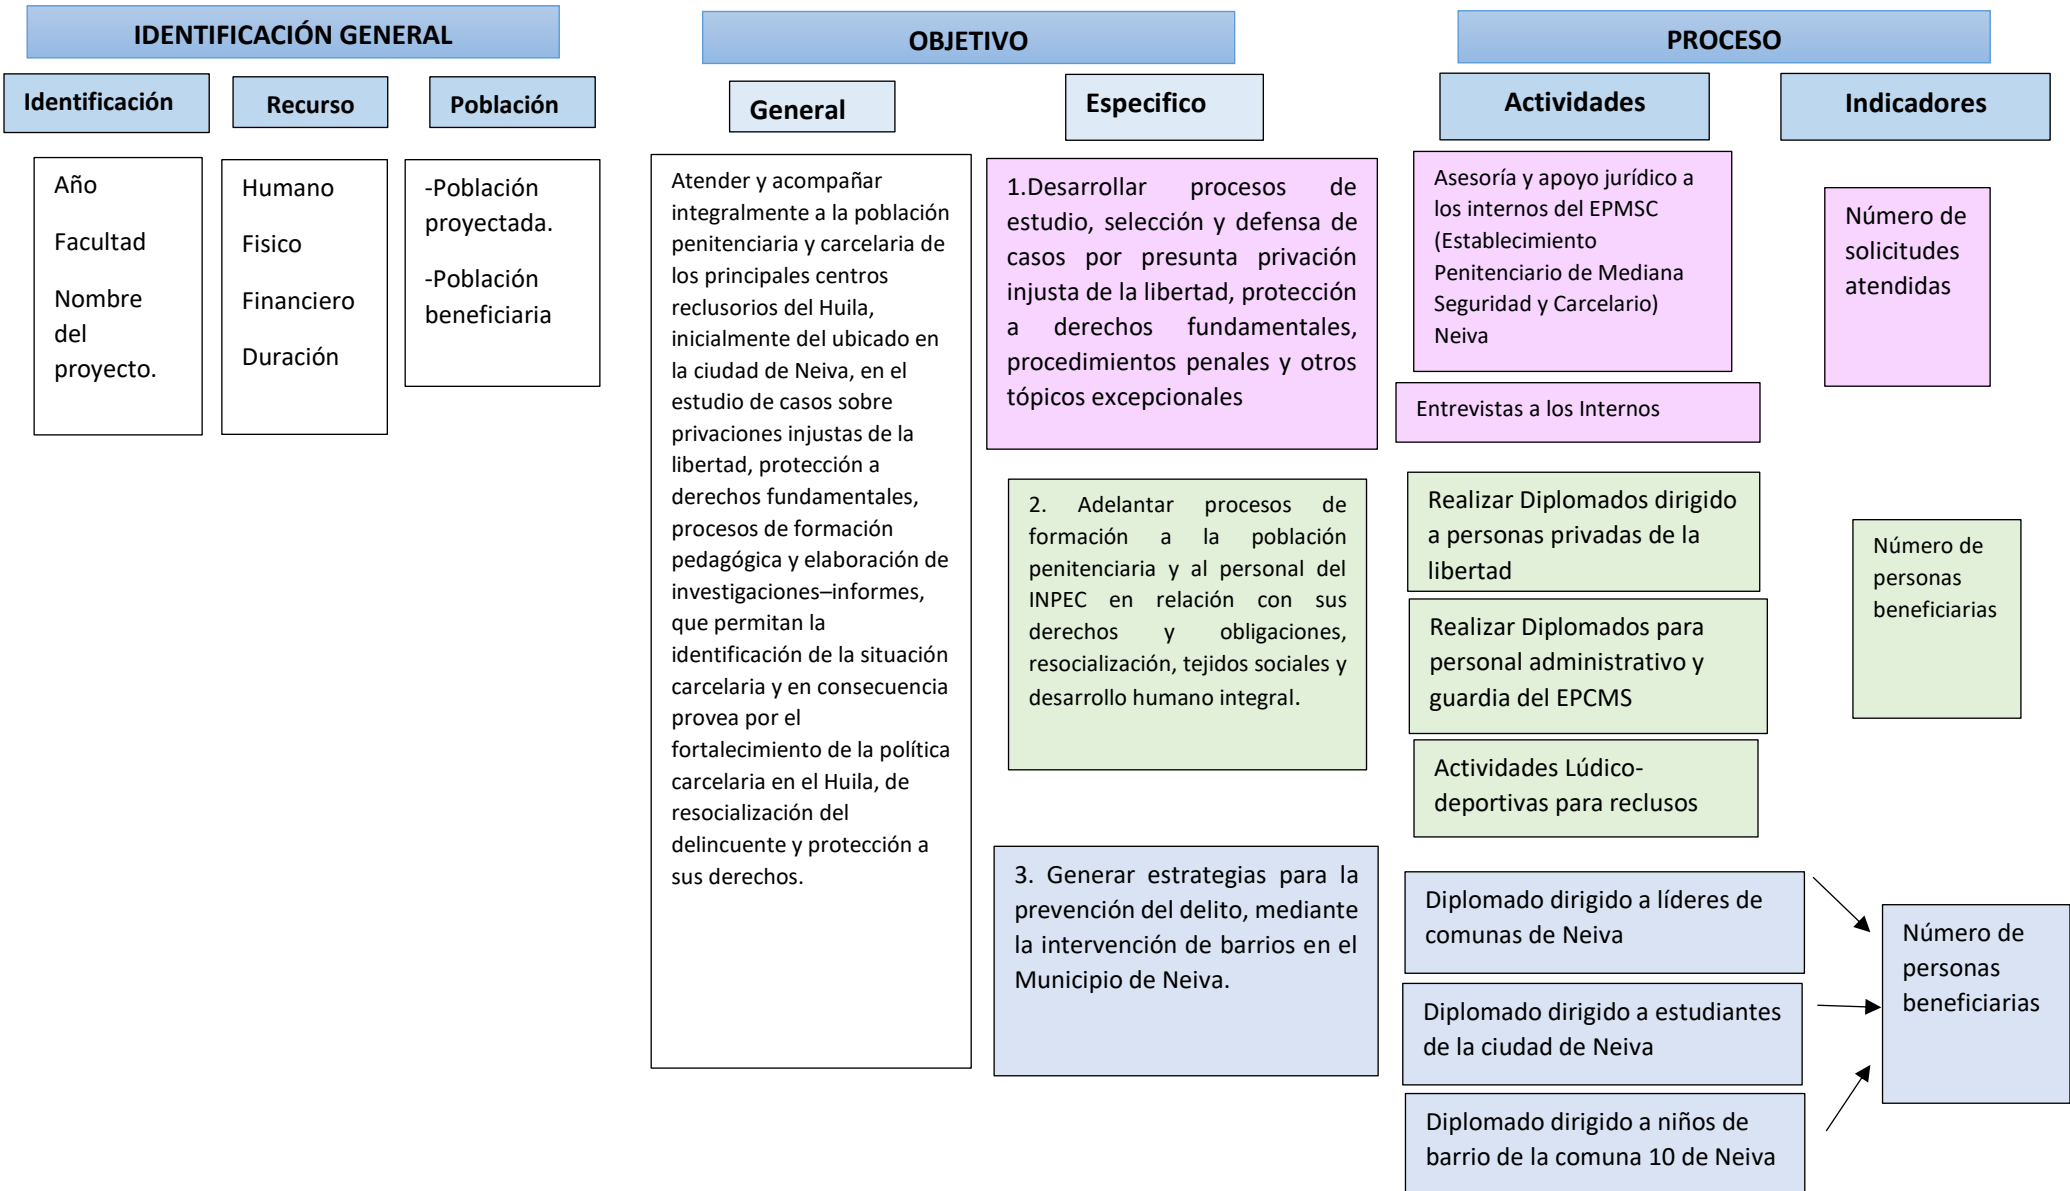 IDENTIFICACIÓN GENERAL
Identificación
Recurso
Población
Año
Facultad
Nombre
del
proyecto.
Humano
Fisico
Financiero
Duración
-Población
proyectada.
-Población
beneficiaria
OBJETIVO
General
Especifico
Atender y acompañar
integralmente a la población
penitenciaria y carcelaria de
los principales centros
reclusorios del Huila,
inicialmente del ubicado en
la ciudad de Neiva, en el
estudio de casos sobre
privaciones injustas de la
libertad, protección a
derechos fundamentales,
procesos de formación
pedagógica y elaboración de
investigaciones–informes,
que permitan la
identificación de la situación
carcelaria y en consecuencia
provea por el
fortalecimiento de la política
carcelaria en el Huila, de
resocialización del
delincuente y protección a
sus derechos.
1.Desarrollar procesos de
estudio, selección y defensa de
casos por presunta privación
injusta de la libertad, protección
a derechos fundamentales,
procedimientos penales y otros
tópicos excepcionales
2. Adelantar procesos de
formación a la población
penitenciaria y al personal del
INPEC en relación con sus
derechos y obligaciones,
resocialización, tejidos sociales y
desarrollo humano integral.
3. Generar estrategias para la
prevención del delito, mediante
la intervención de barrios en el
Municipio de Neiva.
PROCESO
Actividades
Indicadores
Asesoría y apoyo jurídico a
los internos del EPMSC
(Establecimiento
Penitenciario de Mediana
Seguridad y Carcelario)
Neiva
Entrevistas a los Internos
Número de
solicitudes
atendidas
Realizar Diplomados dirigido
a personas privadas de la
libertad
Realizar Diplomados para
personal administrativo y
guardia del EPCMS
Actividades Lúdico-
deportivas para reclusos
Número de
personas
beneficiarias
Diplomado dirigido a líderes de
comunas de Neiva
Diplomado dirigido a estudiantes
de la ciudad de Neiva
Diplomado dirigido a niños de
barrio de la comuna 10 de Neiva
Número de
personas
beneficiarias